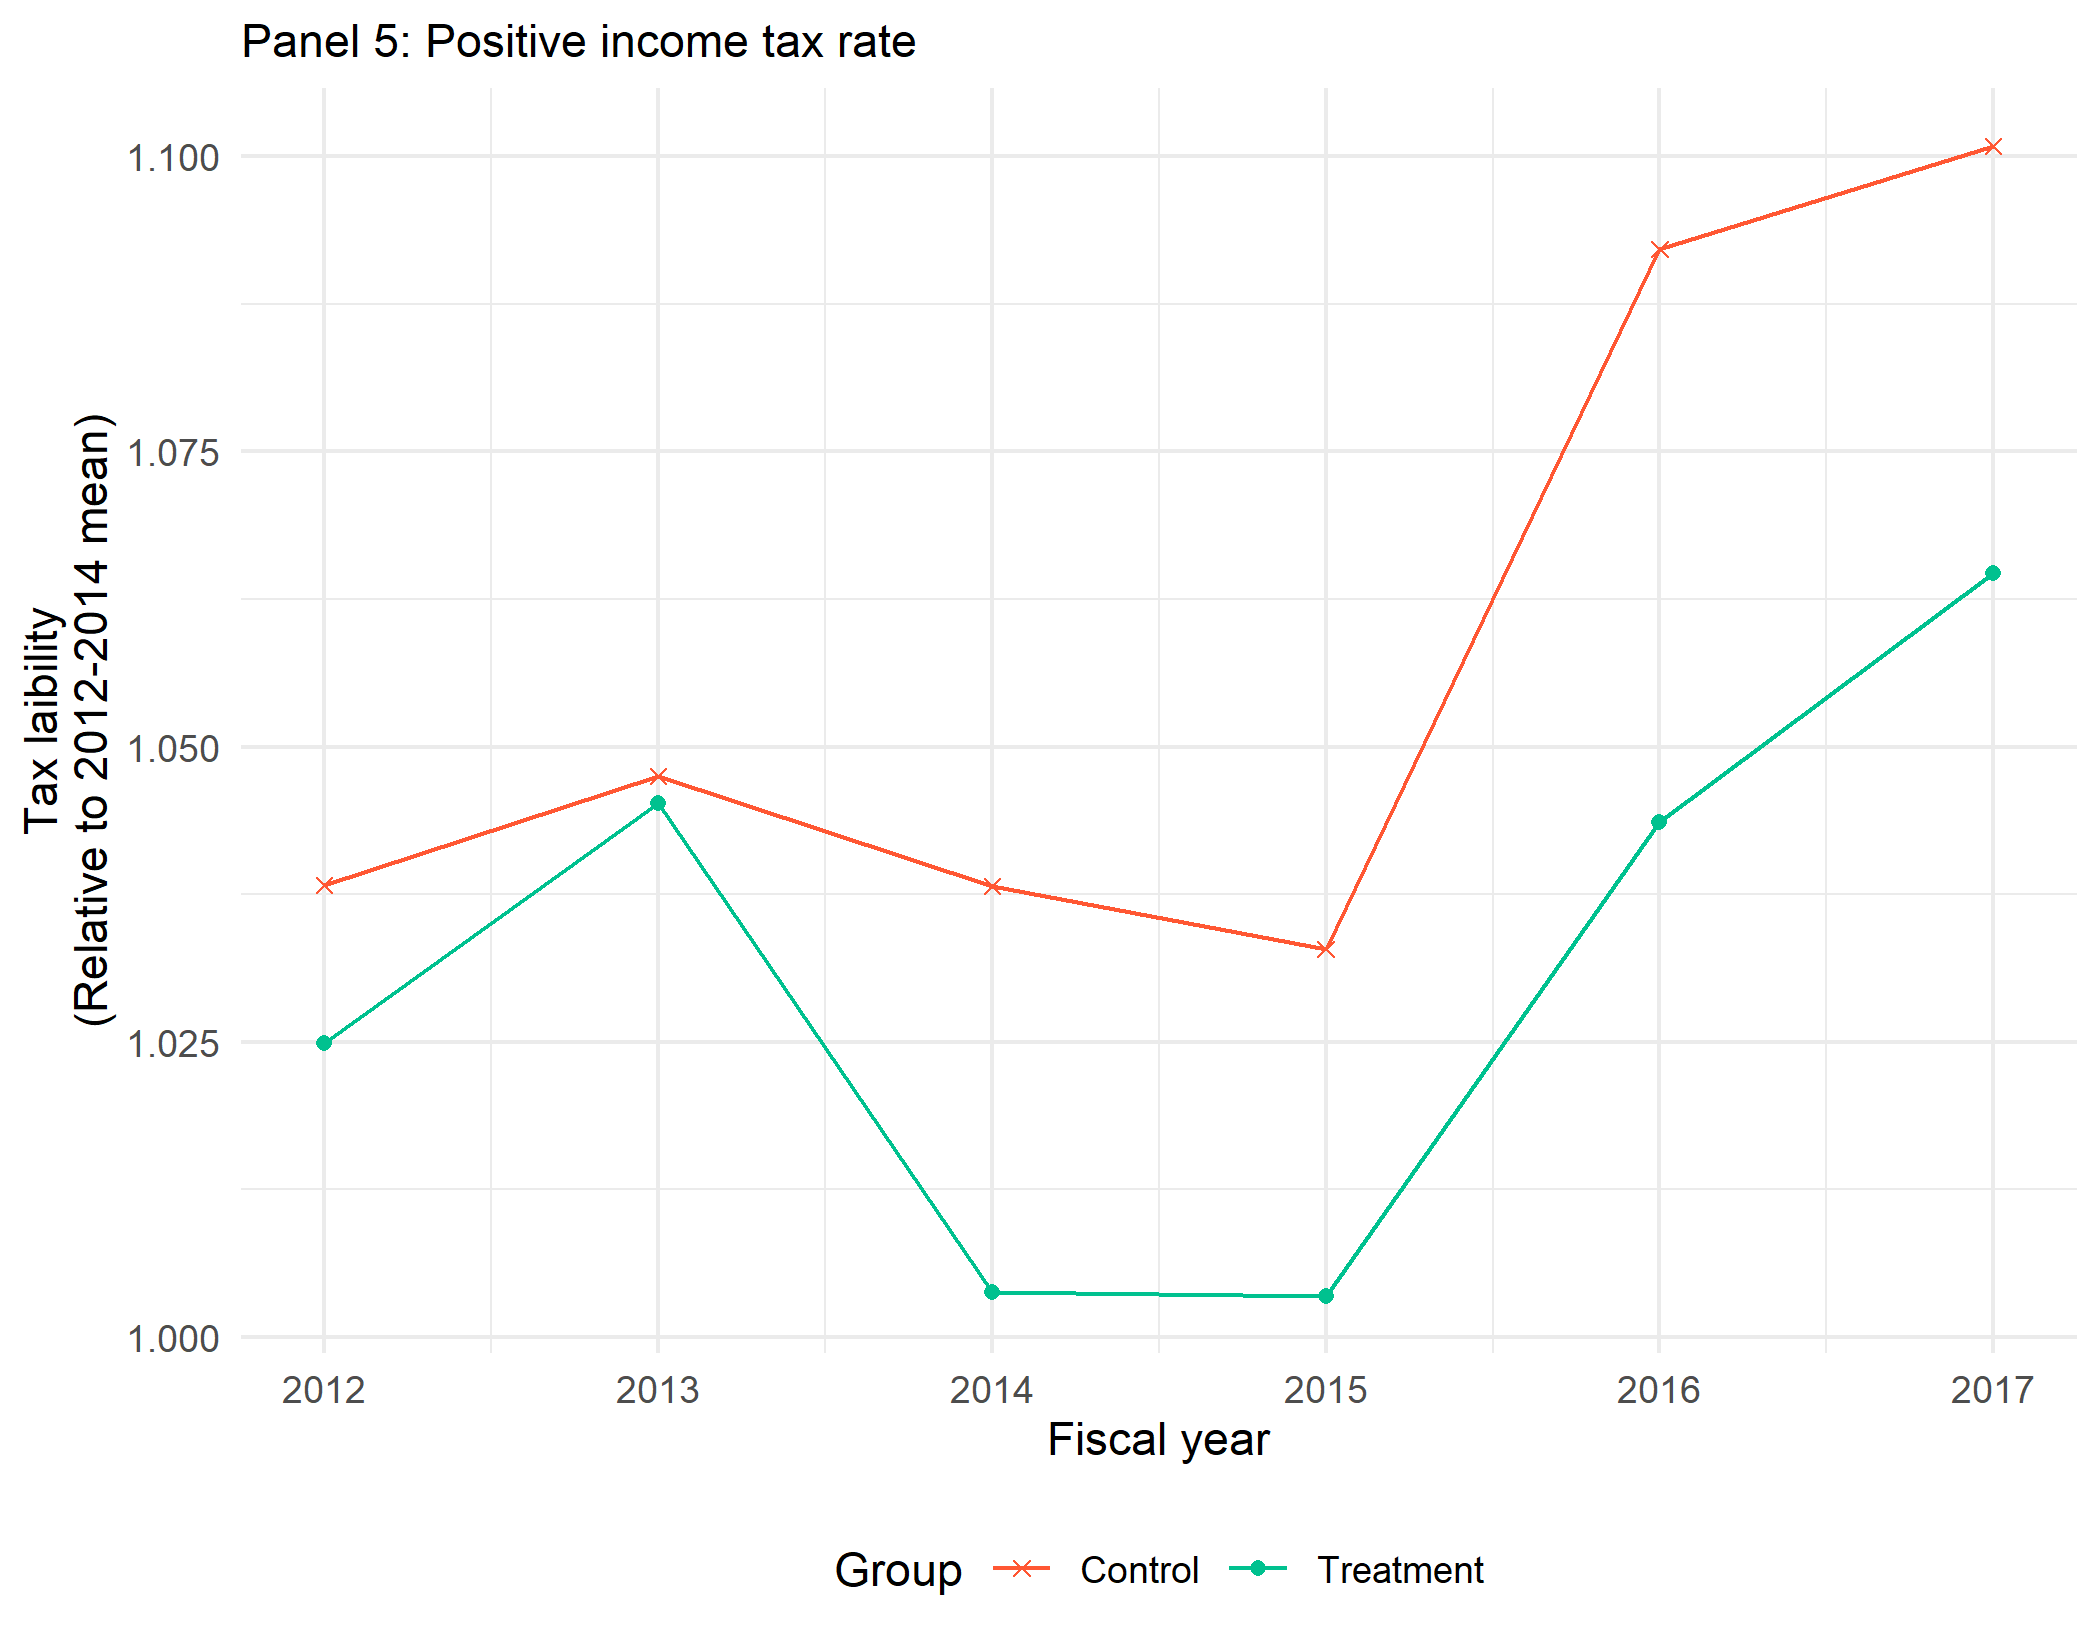 Panel 5: Positive income tax rate
Tax laibility
(Relative to 2012-2014 mean)
1.100
1.075
1.050
1.025
1.000
2012 2013 2014 2015 2016 2017
Fiscal year
Group Control Treatment